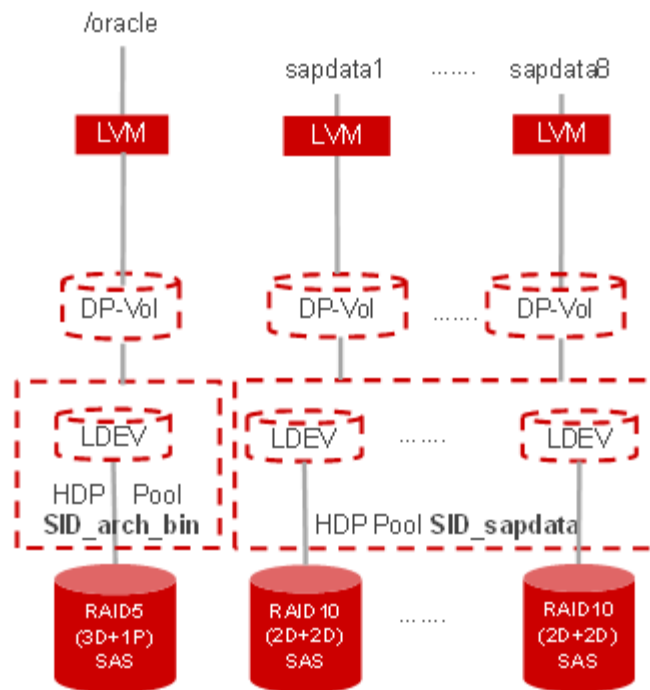 /oracle
sapdata1 ....... sapdata8
LVM LVM LVM
DP-Vol DP-Vol ....... DP-Vol
LDEV LDEV ....... LDEV
HDP Pool
SID_arch_bin HDP Pool SID_sapdata
RAID5 RAID10 RAID10
(3D+1P) (2D+2D) ....... (2D+2D)
SAS SAS SAS